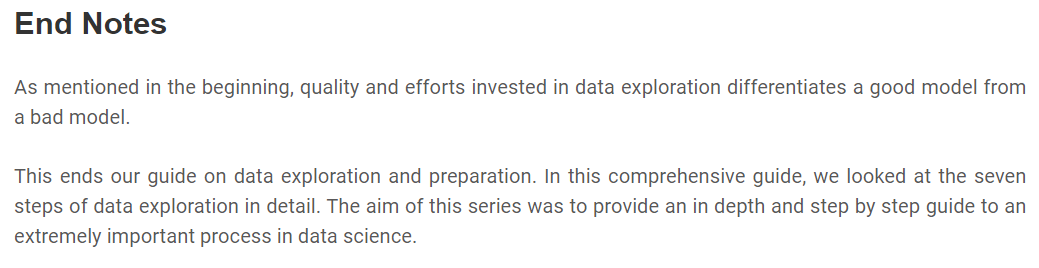 End Notes
As mentioned in the beginning, quality and efforts invested in data exploration differentiates a good model from
a bad model.
This ends our guide on data exploration and preparation. In this comprehensive guide, we looked at the seven
steps of data exploration in detail. The aim of this series was to provide an in depth and step by step guide to an
extremely important process in data science.